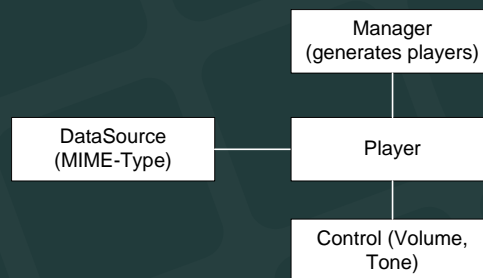 Manager
(generates players)
DataSource
(MIME-Type)
Player
Control (Volume,
Tone)